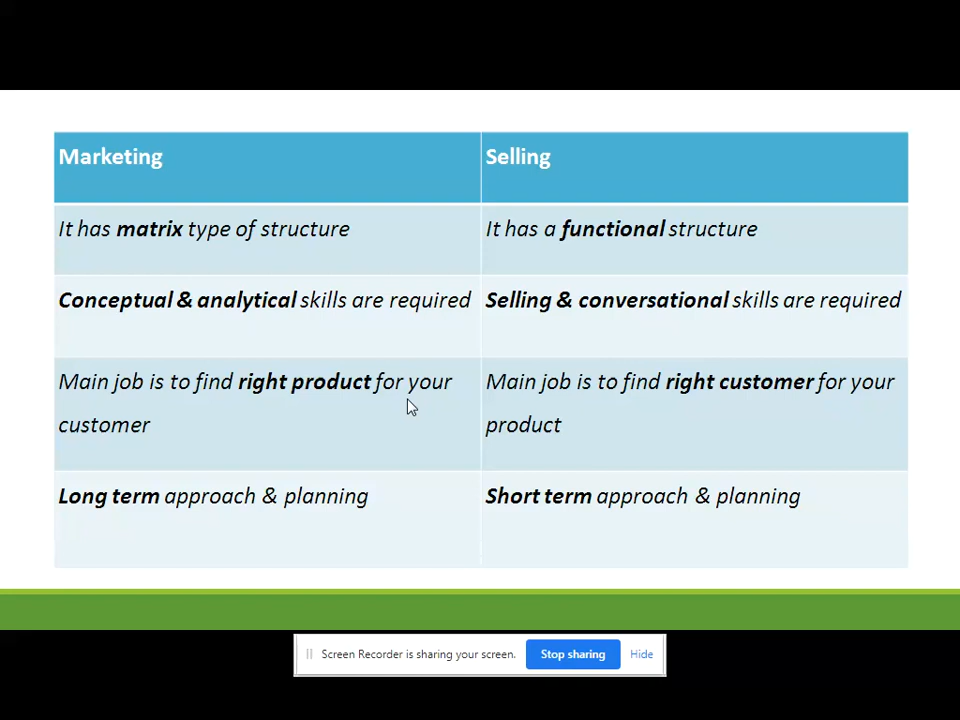 Marketing
Selling
It has matrix type of structure
It has a functional structure
Conceptual & analytical skills are required
Selling & conversational skills are required
Main job is to find right product for your
customer
Main job is to find right customer for your
product
Long term approach & planning
Short term approach & planning
Screen Recorder is sharing your screen.
Stop sharing
Hide